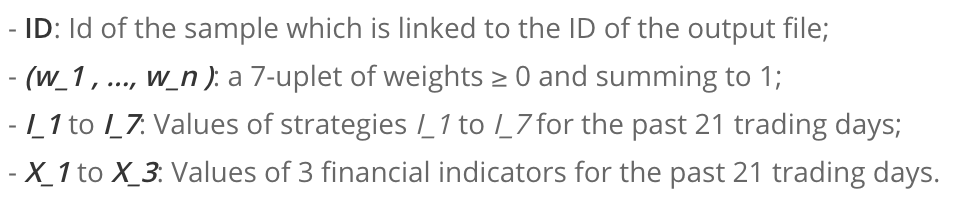 - ID: Id of the sample which is linked to the ID of the output file;
- (w_1 , ..., w_n ): a 7-uplet of weights ≥ 0 and summing to 1;
- I_1 to I_7: Values of strategies I_1 to I_7 for the past 21 trading days;
- X_1 to X_3: Values of 3 financial indicators for the past 21 trading days.